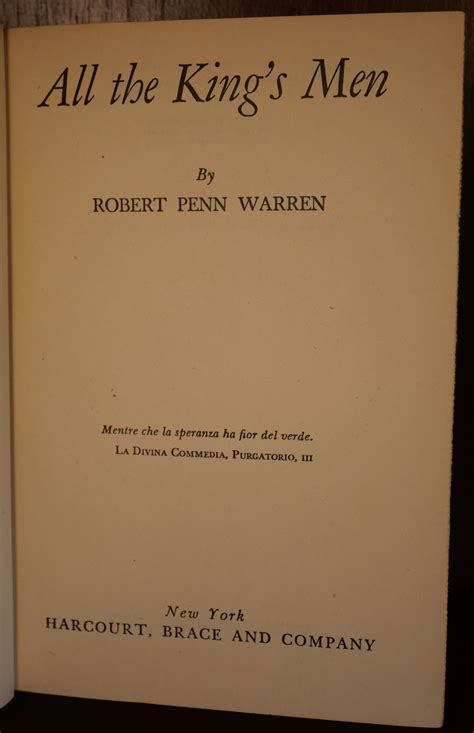 All the King's Men
By
ROBERT PENN WARREN
Mentre che la speranza ha fior del verde.
LA DIVINA COMMEDIA, PURGATORIO, III
New York
HARCOURT, BRACE AND COMPANY